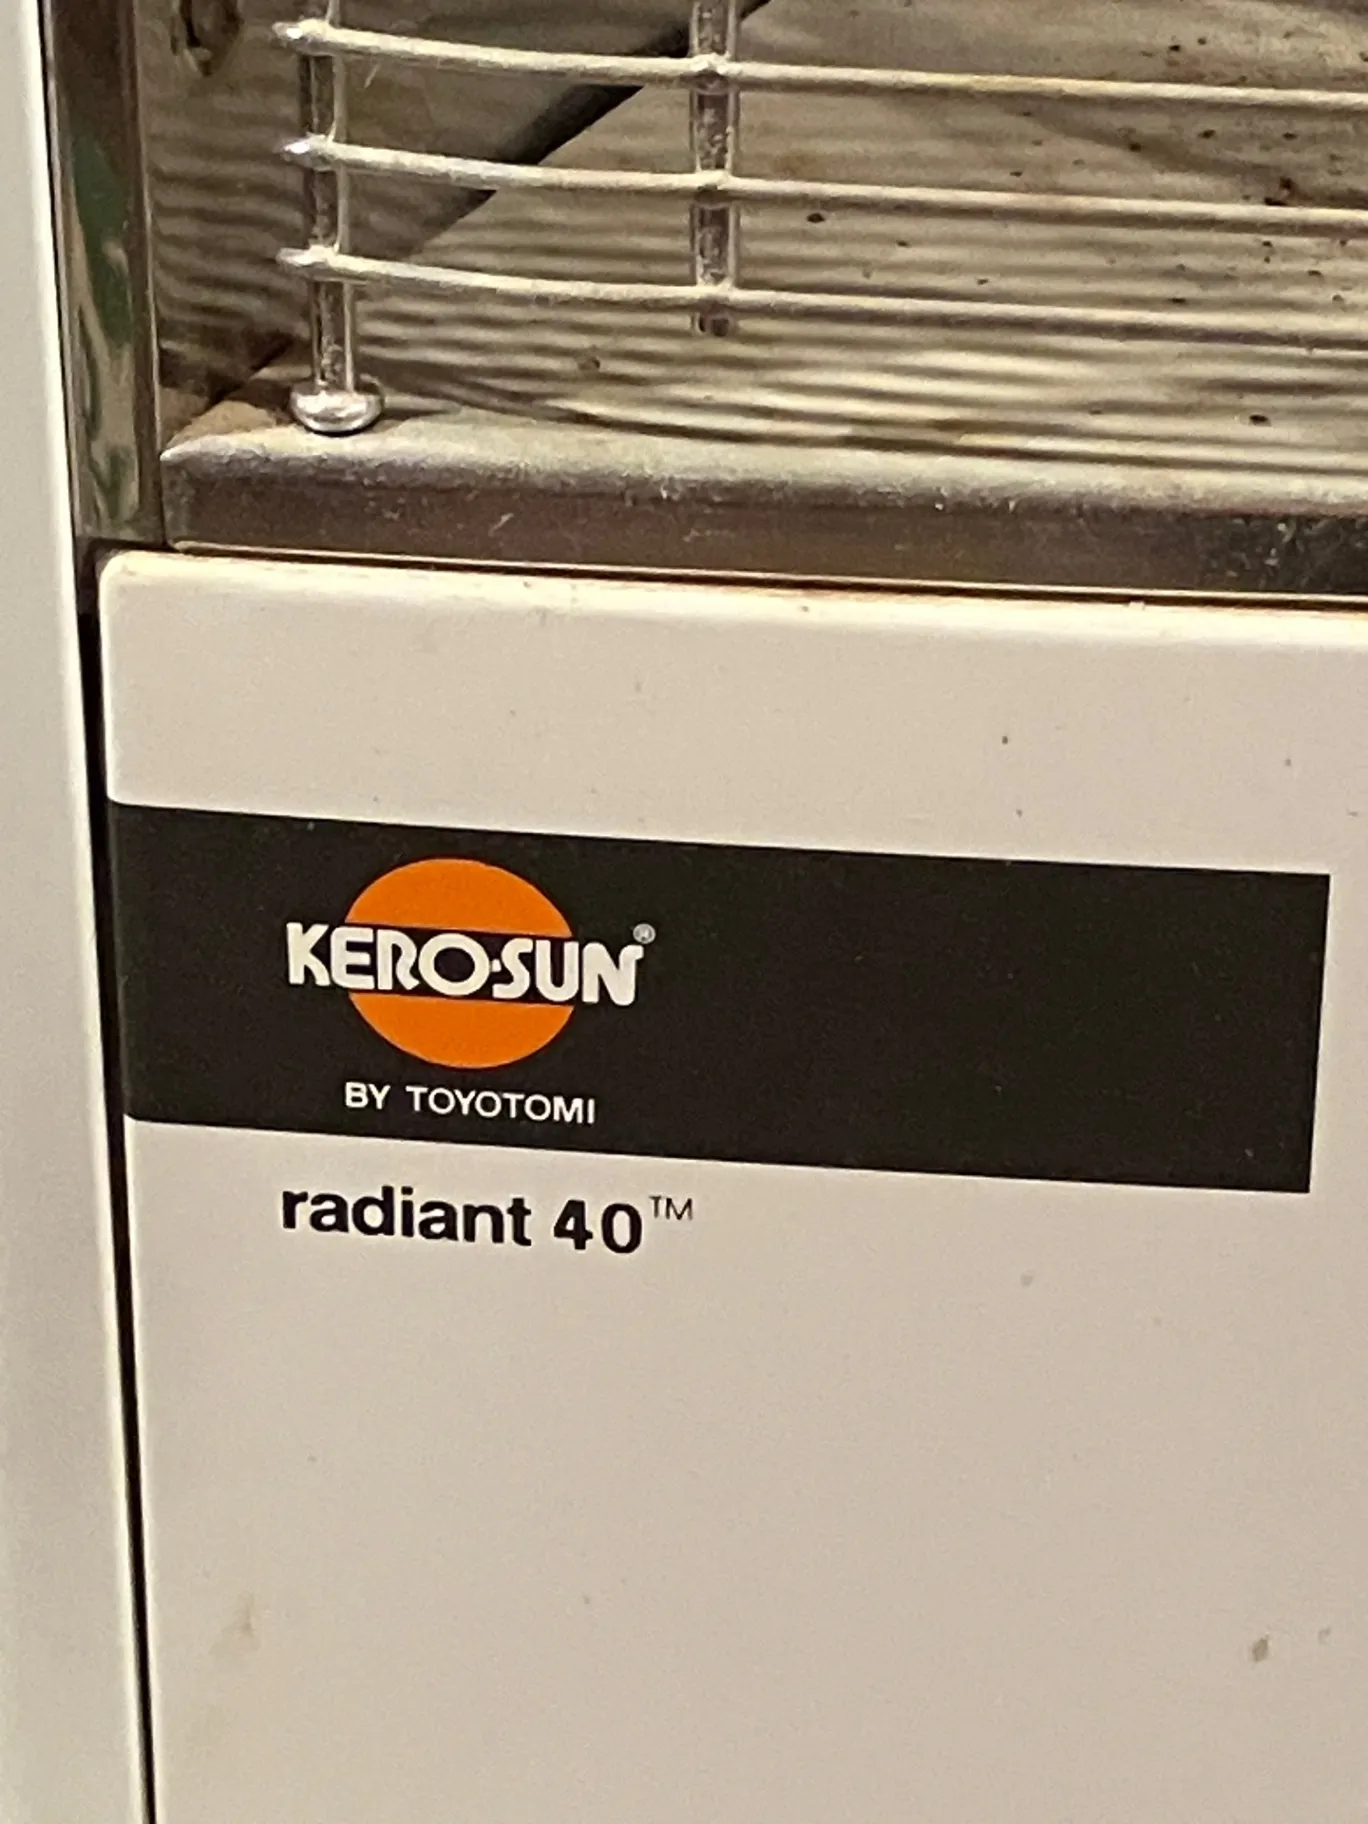 KERO·SUN®
BY TOYOTOMI
radiant 40™